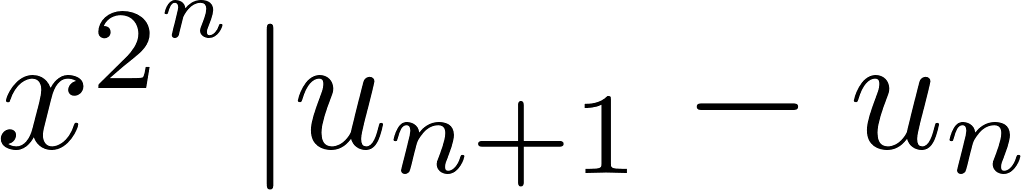 x^{2^n} | u_{n+1} − u_n